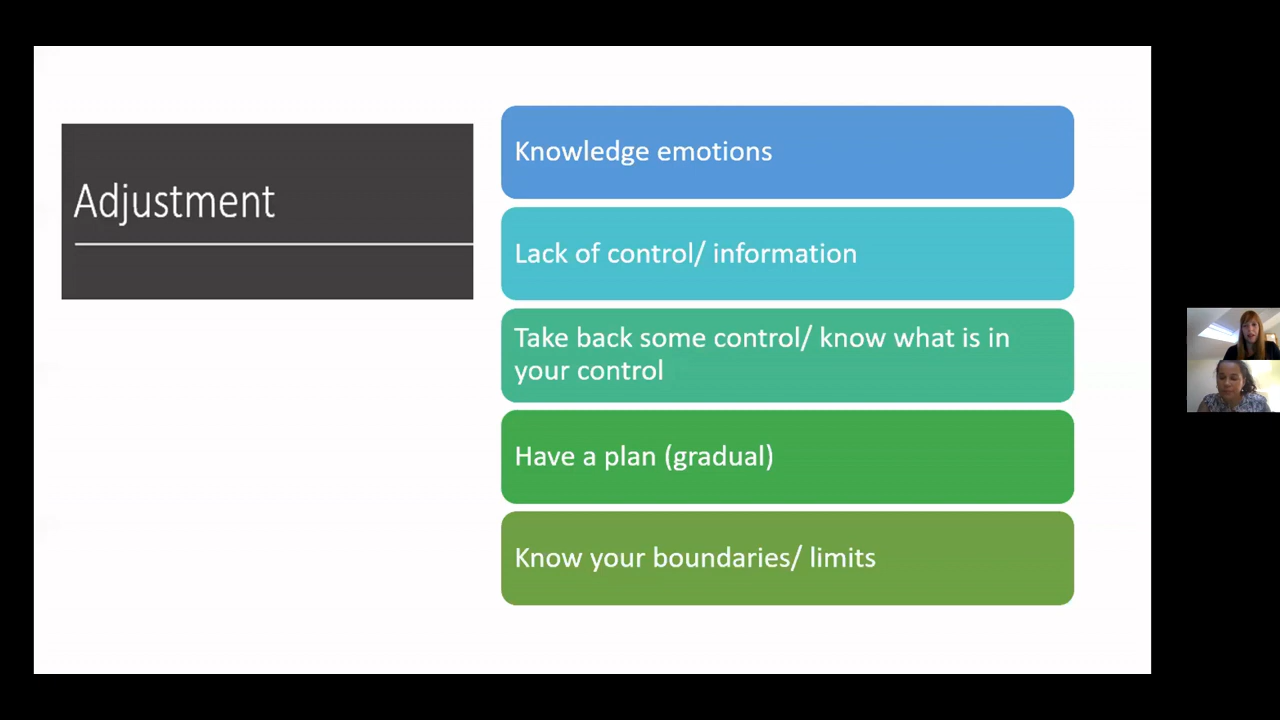 Adjustment
Knowledge emotions
Lack of control/ information
Take back some control/ know what is in
your control
Have a plan (gradual)
Know your boundaries/ limits